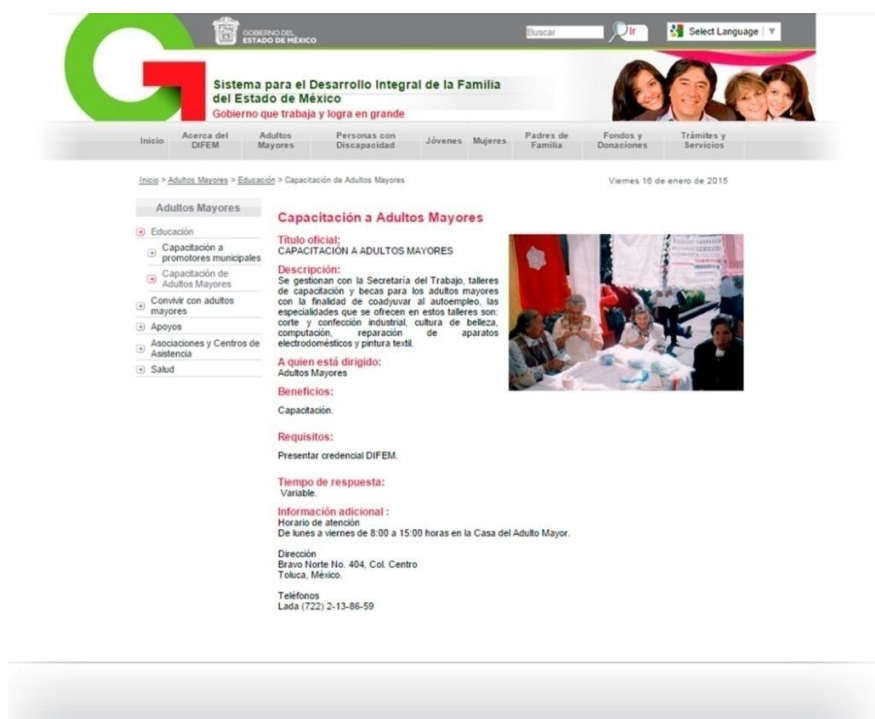 GOBIERNO DEL
ESTADO DE MÉXICO
Buscar
Ir
Select Language
Sistema para el Desarrollo Integral de la Familia
del Estado de México
Gobierno que trabaja y logra en grande
Inicio
Acerca del
DIFEM
Adultos
Mayores
Personas con
Discapacidad
Jóvenes
Mujeres
Padres de
Familia
Fondos y
Donaciones
Trámites y
Servicios
Inicio > Adultos Mayores > Educación > Capacitación de Adultos Mayores
Viernes 16 de enero de 2015
Adultos Mayores
Educación
Capacitación a
promotores municipales
Capacitación de
Adultos Mayores
Convivir con adultos
mayores
Apoyos
Asociaciones y Centros de
Asistencia
Salud
Capacitación a Adultos Mayores
Título oficial:
CAPACITACIÓN A ADULTOS MAYORES
Descripción:
Se gestionan con la Secretaría del Trabajo, talleres
de capacitación y becas para los adultos mayores
con la finalidad de coadyuvar al autoempleo, las
especialidades que se ofrecen en estos talleres son:
corte y confección industrial, cultura de belleza,
computación, reparación de aparatos
electrodomésticos y pintura textil.
A quien está dirigido:
Adultos Mayores
Beneficios:
Capacitación.
Requisitos:
Presentar credencial DIFEM.
Tiempo de respuesta:
Variable.
Información adicional :
Horario de atención
De lunes a viernes de 8:00 a 15:00 horas en la Casa del Adulto Mayor.
Dirección
Bravo Norte No. 404, Col. Centro
Toluca, México.
Teléfonos
Lada (722) 2-13-86-59